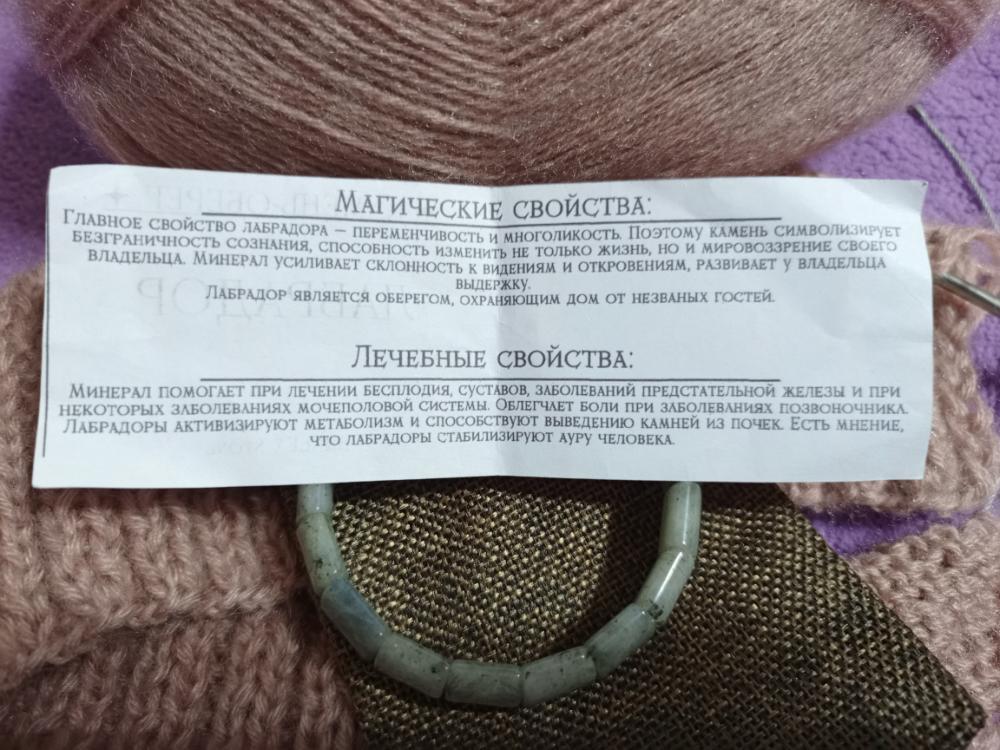 Магические свойства:
Главное свойство лабрадора — переменчивость и многоликость. Поэтому камень символизирует
безграничность сознания, способность изменить не только жизнь, но и мировоззрение своего
владельца. Минерал усиливает склонность к видениям и откровениям, развивает у владельца
выдержку.
Лабрадор является оберегом, охраняющим дом от незваных гостей.
Лечебные свойства:
Минерал помогает при лечении бесплодия, суставов, заболеваний предстательной железы и при
некоторых заболеваниях мочеполовой системы. Облегчает боли при заболеваниях позвоночника.
Лабрадоры активизируют метаболизм и способствуют выведению камней из почек. Есть мнение,
что лабрадоры стабилизируют ауру человека.